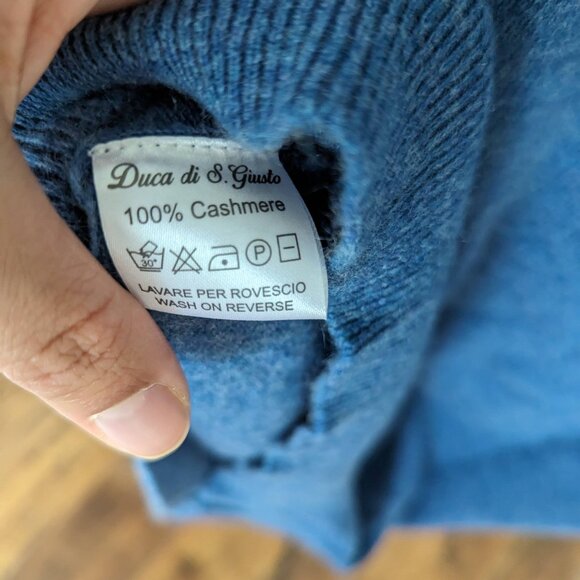 Duca di S. Giusto
100% Cashmere
30° P
LAVARE PER ROVESCIO
WASH ON REVERSE